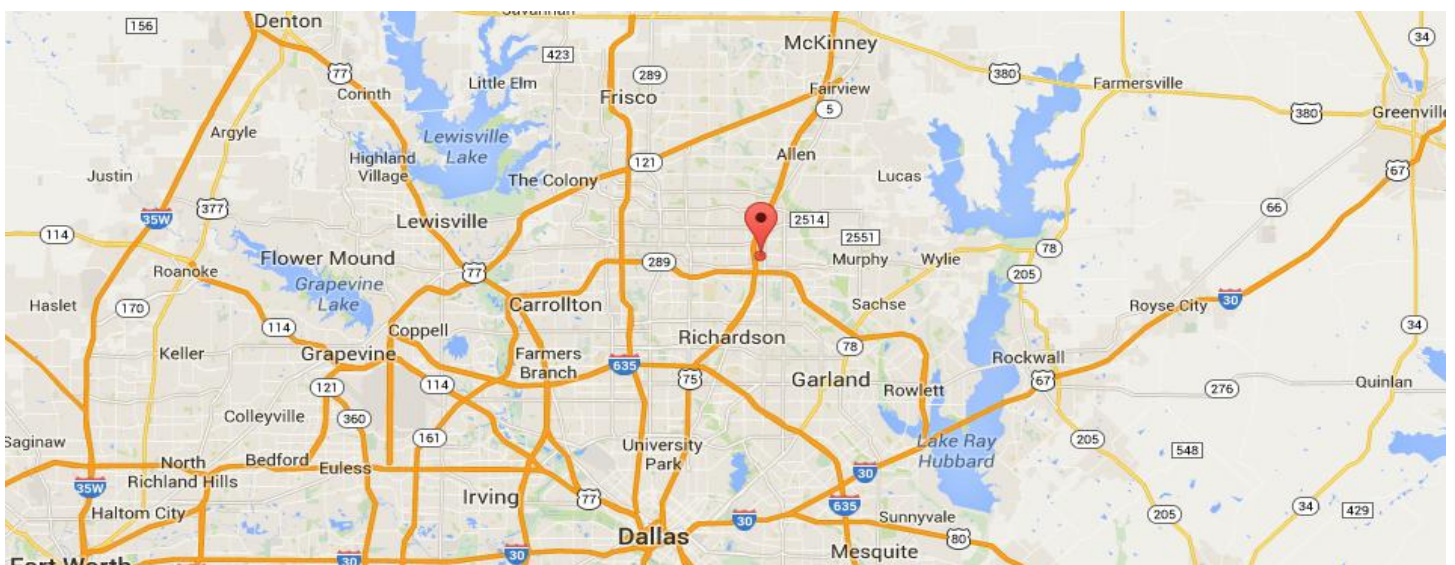 Savannah
Denton
156
McKinney
34
423
77
380
289
Little Elm
Farmersville
Corinth
Frisco
Fairview
5
380
Greenville
Argyle
Lewisville
Lake
121
Allen
Highland
Village
67
Justin
The Colony
Lucas
377
35W
Lewisville
2514
66
114
2551
78
Flower Mound
289
Murphy
Wylie
Roanoke
77
205
Grapevine
Lake
30
Haslet
170
Carrollton
Sachse
Royse City
114
Coppell
34
Richardson
Keller
Grapevine
Farmers
Branch
78
Rockwall
635
121
114
75
Garland
67
276
Quinlan
Rowlett
Colleyville
360
161
205
Saginaw
University
Park
Lake Ray
Hubbard
548
North
Richland Hills
Bedford
Euless
30
35W
Irving
77
635
Haltom City
30
Sunnyvale
205
34
429
Dallas
80
30
30
Mesquite
Fort Worth